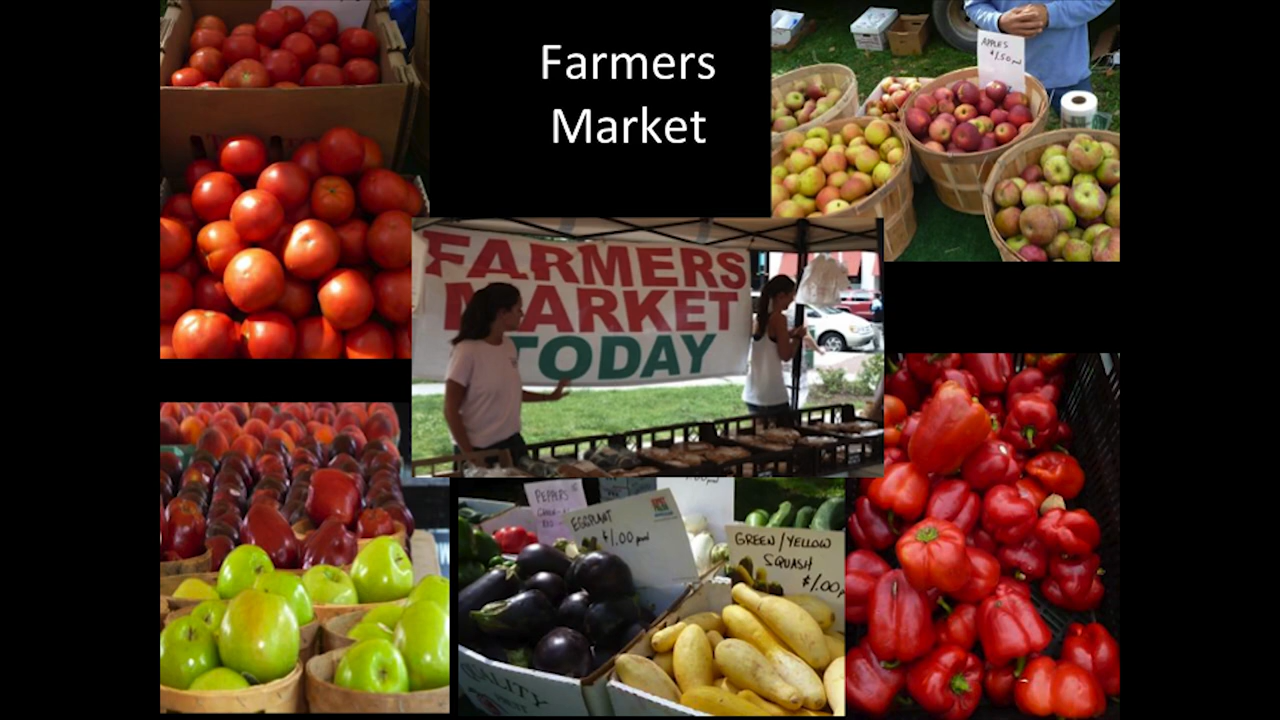 Farmers
Market
APPLES
$1.50
FARMERS
MARKET
TODAY
PEPPERS
EGGPLANT
$1.00
GREEN/YELLOW
SQUASH
$1.00